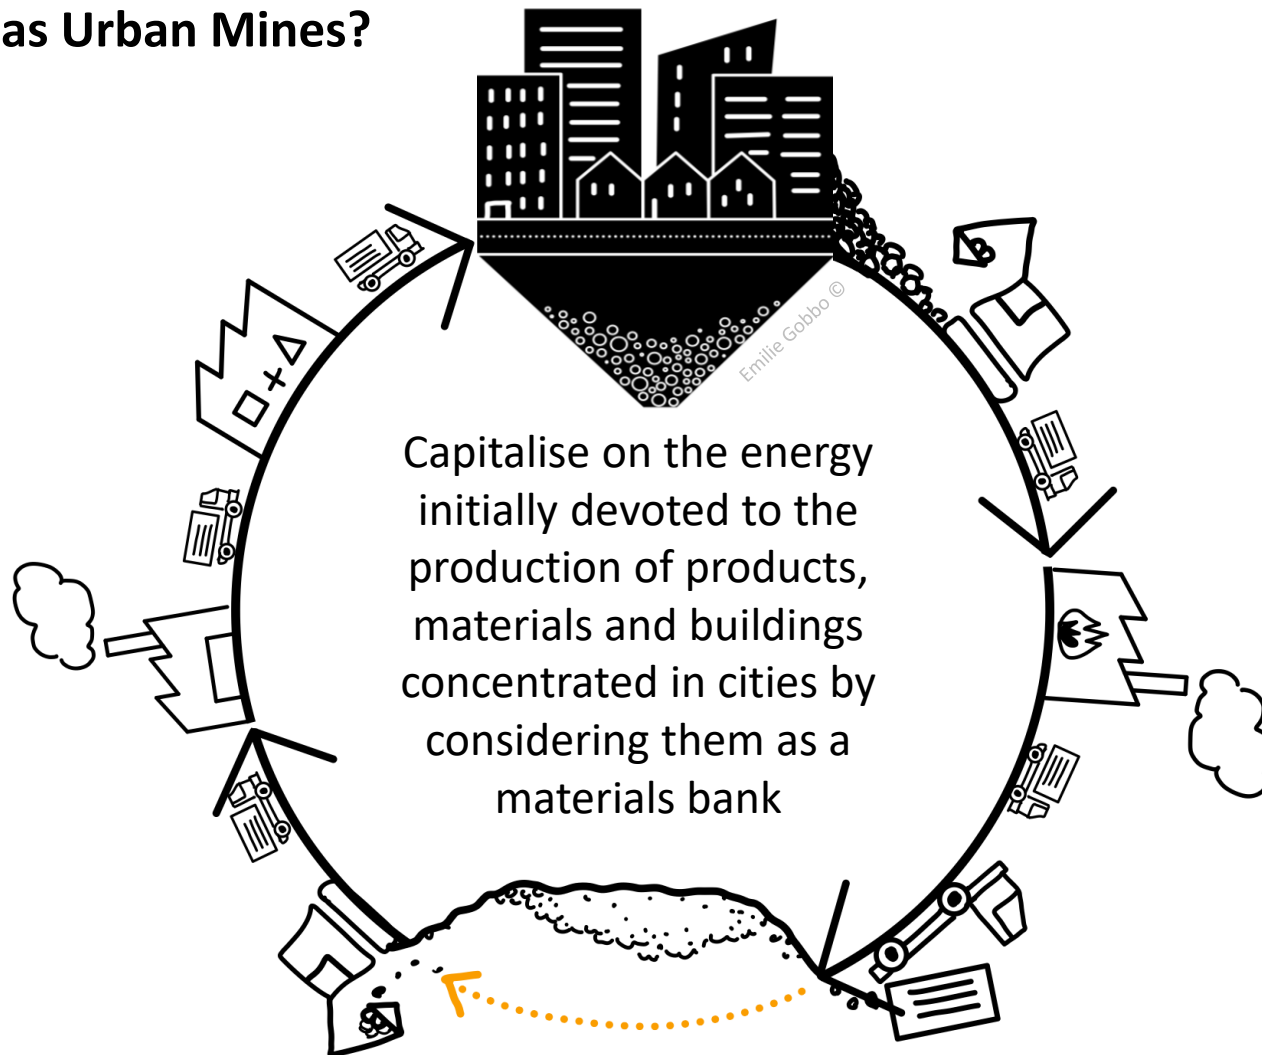 as Urban Mines?
Emilie Gobbo ©
Capitalise on the energy
initially devoted to the
production of products,
materials and buildings
concentrated in cities by
considering them as a
materials bank